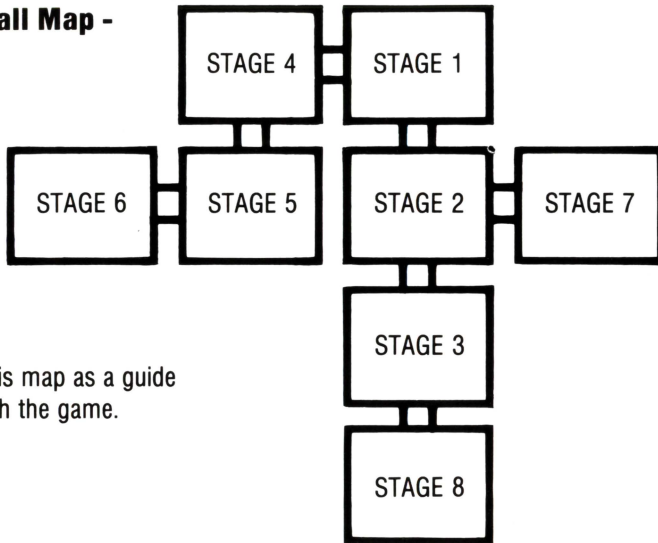 all Map -
STAGE 4 STAGE 1
STAGE 6 STAGE 5 STAGE 2 STAGE 7
STAGE 3
is map as a guide
h the game.
STAGE 8